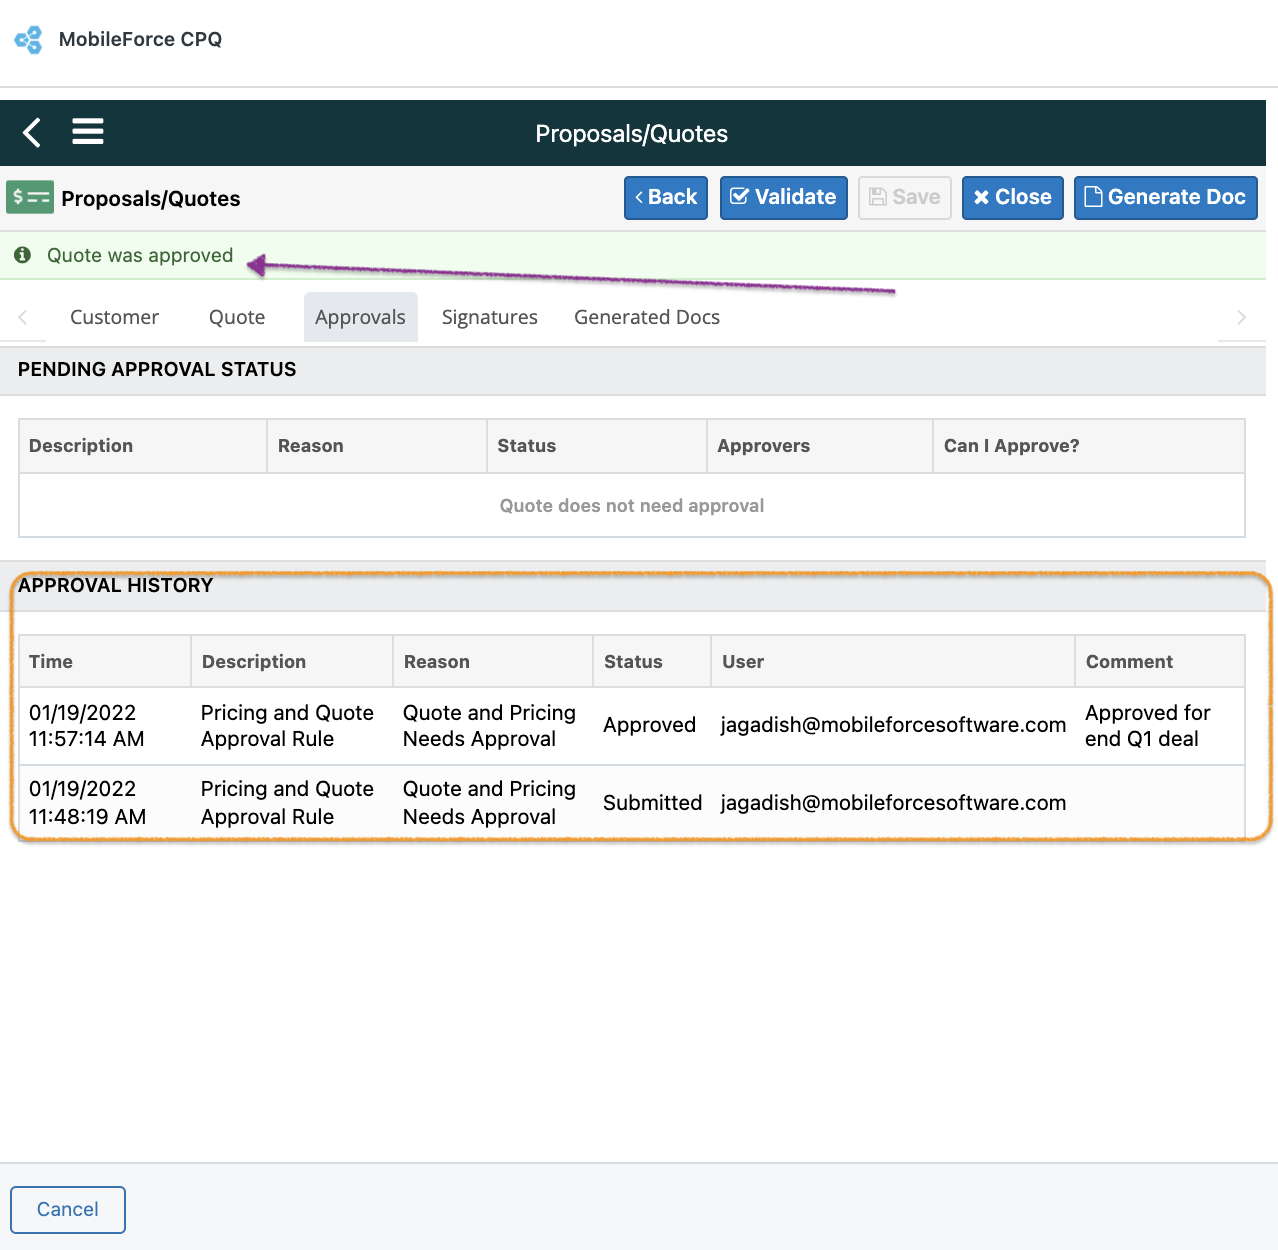 MobileForce CPQ
Proposals/Quotes
Proposals/Quotes
Back
Validate
Save
Close
Generate Doc
Quote was approved
Customer
Quote
Approvals
Signatures
Generated Docs
PENDING APPROVAL STATUS
Description Reason Status Approvers Can I Approve?
Quote does not need approval
APPROVAL HISTORY
Time Description Reason Status User Comment
01/19/2022
11:57:14 AM
Pricing and Quote
Approval Rule
Quote and Pricing
Needs Approval
Approved
jagadish@mobileforcesoftware.com
Approved for
end Q1 deal
01/19/2022
11:48:19 AM
Pricing and Quote
Approval Rule
Quote and Pricing
Needs Approval
Submitted
jagadish@mobileforcesoftware.com
Cancel